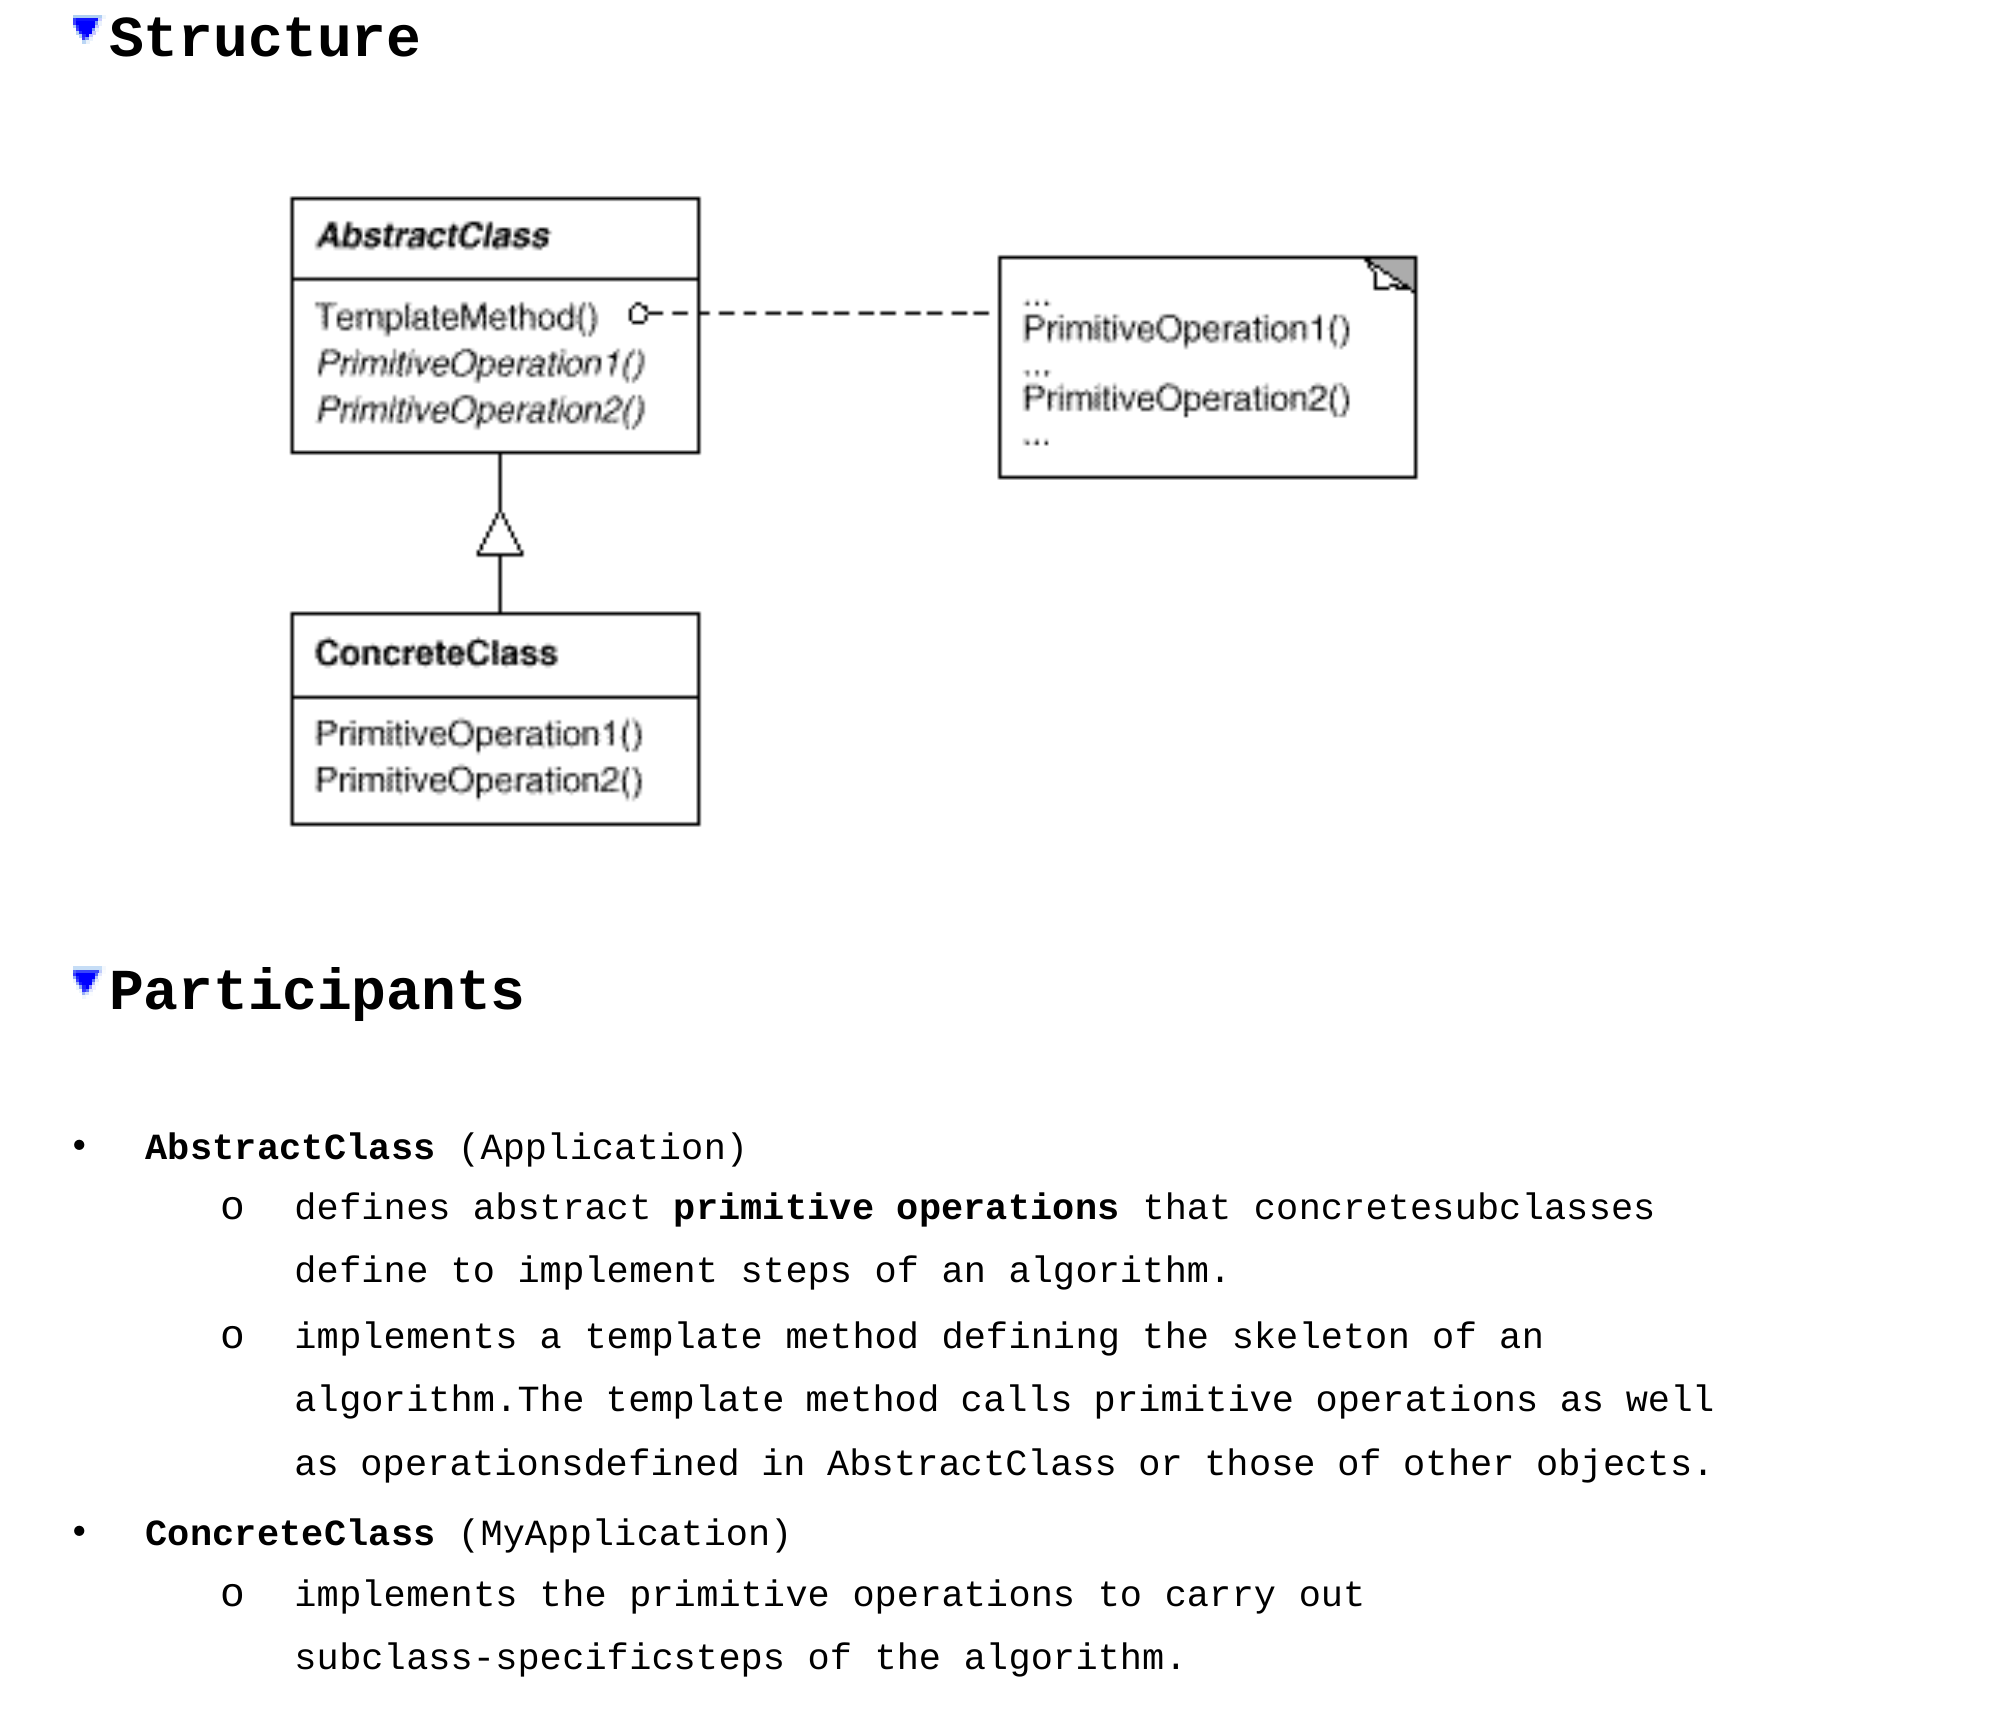 Structure
AbstractClass
TemplateMethod()
PrimitiveOperation1()
PrimitiveOperation2()
...
PrimitiveOperation1()
...
PrimitiveOperation2()
...
ConcreteClass
PrimitiveOperation1()
PrimitiveOperation2()
Participants
• AbstractClass (Application)
o defines abstract primitive operations that concretesubclasses
define to implement steps of an algorithm.
o implements a template method defining the skeleton of an
algorithm.The template method calls primitive operations as well
as operationsdefined in AbstractClass or those of other objects.
• ConcreteClass (MyApplication)
o implements the primitive operations to carry out
subclass-specificsteps of the algorithm.